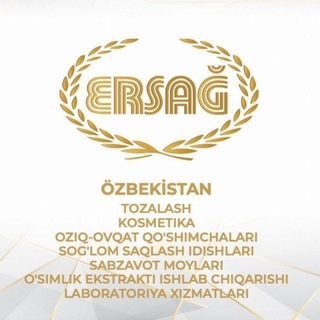 ERSAĞ
ÖZBEKİSTAN
TOZALASH
KOSMETIKA
OZIQ-OVQAT QO'SHIMCHALARI
SOG'LOM SAQLASH IDISHLARI
SABZAVOT MOYLARI
O'SIMLIK EKSTRAKTI ISHLAB CHIQARISHI
LABORATORIYA XIZMATLARI